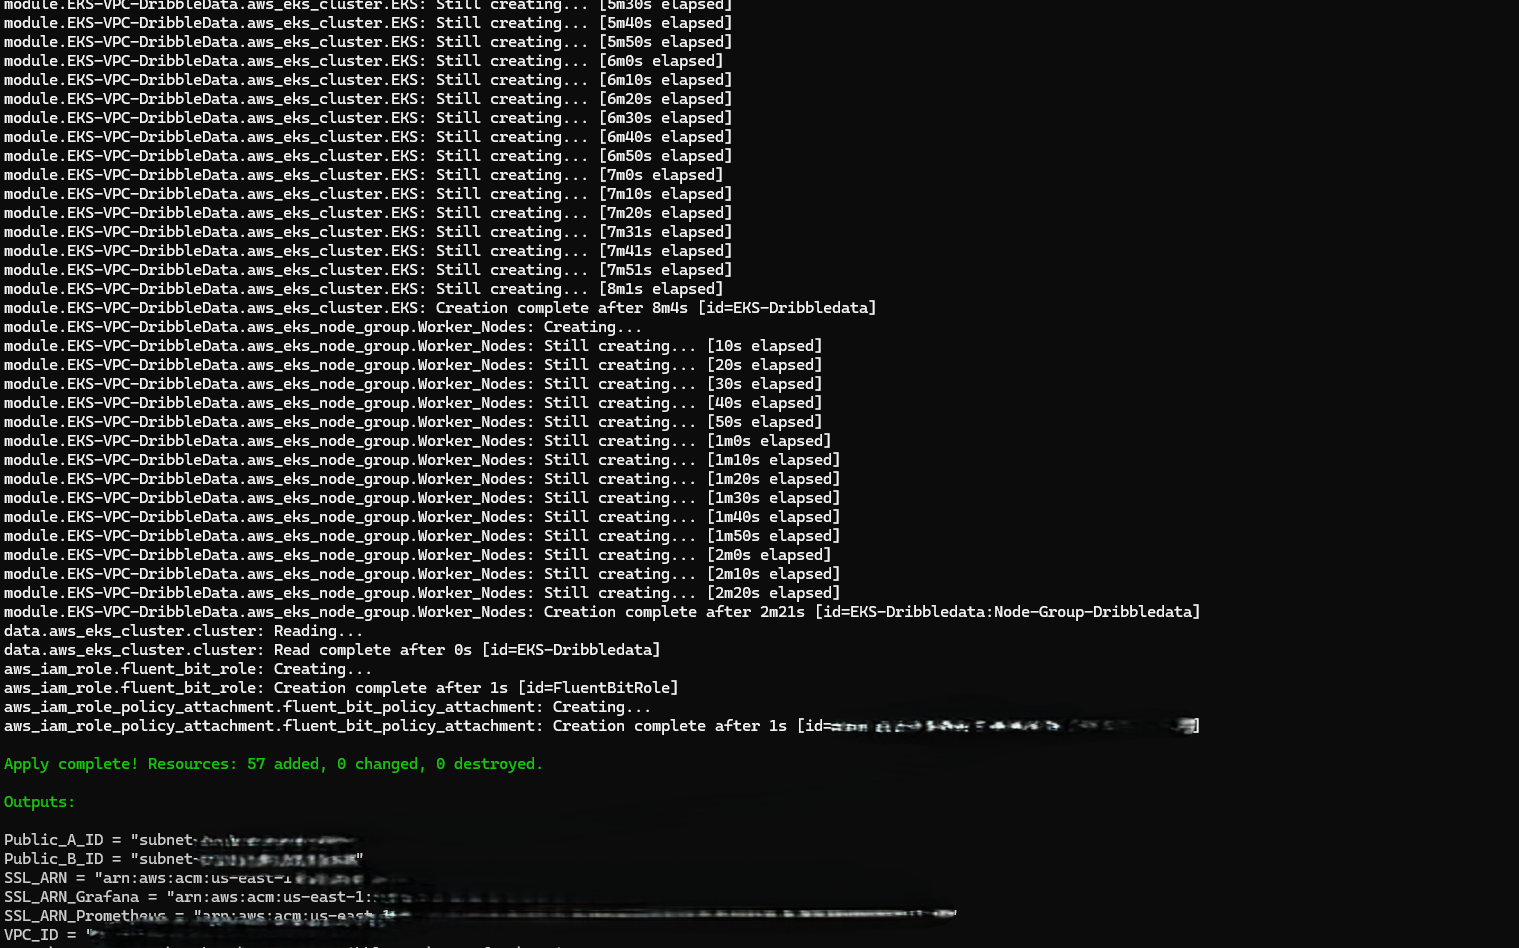 module.EKS-VPC-DribbleData.aws_eks_cluster.EKS: Still creating... [5m30s elapsed]
module.EKS-VPC-DribbleData.aws_eks_cluster.EKS: Still creating... [5m40s elapsed]
module.EKS-VPC-DribbleData.aws_eks_cluster.EKS: Still creating... [5m50s elapsed]
module.EKS-VPC-DribbleData.aws_eks_cluster.EKS: Still creating... [6m0s elapsed]
module.EKS-VPC-DribbleData.aws_eks_cluster.EKS: Still creating... [6m10s elapsed]
module.EKS-VPC-DribbleData.aws_eks_cluster.EKS: Still creating... [6m20s elapsed]
module.EKS-VPC-DribbleData.aws_eks_cluster.EKS: Still creating... [6m30s elapsed]
module.EKS-VPC-DribbleData.aws_eks_cluster.EKS: Still creating... [6m40s elapsed]
module.EKS-VPC-DribbleData.aws_eks_cluster.EKS: Still creating... [6m50s elapsed]
module.EKS-VPC-DribbleData.aws_eks_cluster.EKS: Still creating... [7m0s elapsed]
module.EKS-VPC-DribbleData.aws_eks_cluster.EKS: Still creating... [7m10s elapsed]
module.EKS-VPC-DribbleData.aws_eks_cluster.EKS: Still creating... [7m20s elapsed]
module.EKS-VPC-DribbleData.aws_eks_cluster.EKS: Still creating... [7m31s elapsed]
module.EKS-VPC-DribbleData.aws_eks_cluster.EKS: Still creating... [7m41s elapsed]
module.EKS-VPC-DribbleData.aws_eks_cluster.EKS: Still creating... [7m51s elapsed]
module.EKS-VPC-DribbleData.aws_eks_cluster.EKS: Still creating... [8m1s elapsed]
module.EKS-VPC-DribbleData.aws_eks_cluster.EKS: Creation complete after 8m4s [id=EKS-Dribbledata]
module.EKS-VPC-DribbleData.aws_eks_node_group.Worker_Nodes: Creating...
module.EKS-VPC-DribbleData.aws_eks_node_group.Worker_Nodes: Still creating... [10s elapsed]
module.EKS-VPC-DribbleData.aws_eks_node_group.Worker_Nodes: Still creating... [20s elapsed]
module.EKS-VPC-DribbleData.aws_eks_node_group.Worker_Nodes: Still creating... [30s elapsed]
module.EKS-VPC-DribbleData.aws_eks_node_group.Worker_Nodes: Still creating... [40s elapsed]
module.EKS-VPC-DribbleData.aws_eks_node_group.Worker_Nodes: Still creating... [50s elapsed]
module.EKS-VPC-DribbleData.aws_eks_node_group.Worker_Nodes: Still creating... [1m0s elapsed]
module.EKS-VPC-DribbleData.aws_eks_node_group.Worker_Nodes: Still creating... [1m10s elapsed]
module.EKS-VPC-DribbleData.aws_eks_node_group.Worker_Nodes: Still creating... [1m20s elapsed]
module.EKS-VPC-DribbleData.aws_eks_node_group.Worker_Nodes: Still creating... [1m30s elapsed]
module.EKS-VPC-DribbleData.aws_eks_node_group.Worker_Nodes: Still creating... [1m40s elapsed]
module.EKS-VPC-DribbleData.aws_eks_node_group.Worker_Nodes: Still creating... [1m50s elapsed]
module.EKS-VPC-DribbleData.aws_eks_node_group.Worker_Nodes: Still creating... [2m0s elapsed]
module.EKS-VPC-DribbleData.aws_eks_node_group.Worker_Nodes: Still creating... [2m10s elapsed]
module.EKS-VPC-DribbleData.aws_eks_node_group.Worker_Nodes: Still creating... [2m20s elapsed]
module.EKS-VPC-DribbleData.aws_eks_node_group.Worker_Nodes: Creation complete after 2m21s [id=EKS-Dribbledata:Node-Group-Dribbledata]
data.aws_eks_cluster.cluster: Reading...
data.aws_eks_cluster.cluster: Read complete after 0s [id=EKS-Dribbledata]
aws_iam_role.fluent_bit_role: Creating...
aws_iam_role.fluent_bit_role: Creation complete after 1s [id=FluentBitRole]
aws_iam_role_policy_attachment.fluent_bit_policy_attachment: Creating...
aws_iam_role_policy_attachment.fluent_bit_policy_attachment: Creation complete after 1s [id=
Apply complete! Resources: 57 added, 0 changed, 0 destroyed.
Outputs:
Public_A_ID = "subnet-
Public_B_ID = "subnet-
SSL_ARN = "arn:aws:acm:us-east-1
SSL_ARN_Grafana = "arn:aws:acm:us-east-1:
SSL_ARN_Prometheus = "arn:aws:acm:us-east-1
VPC_ID = "